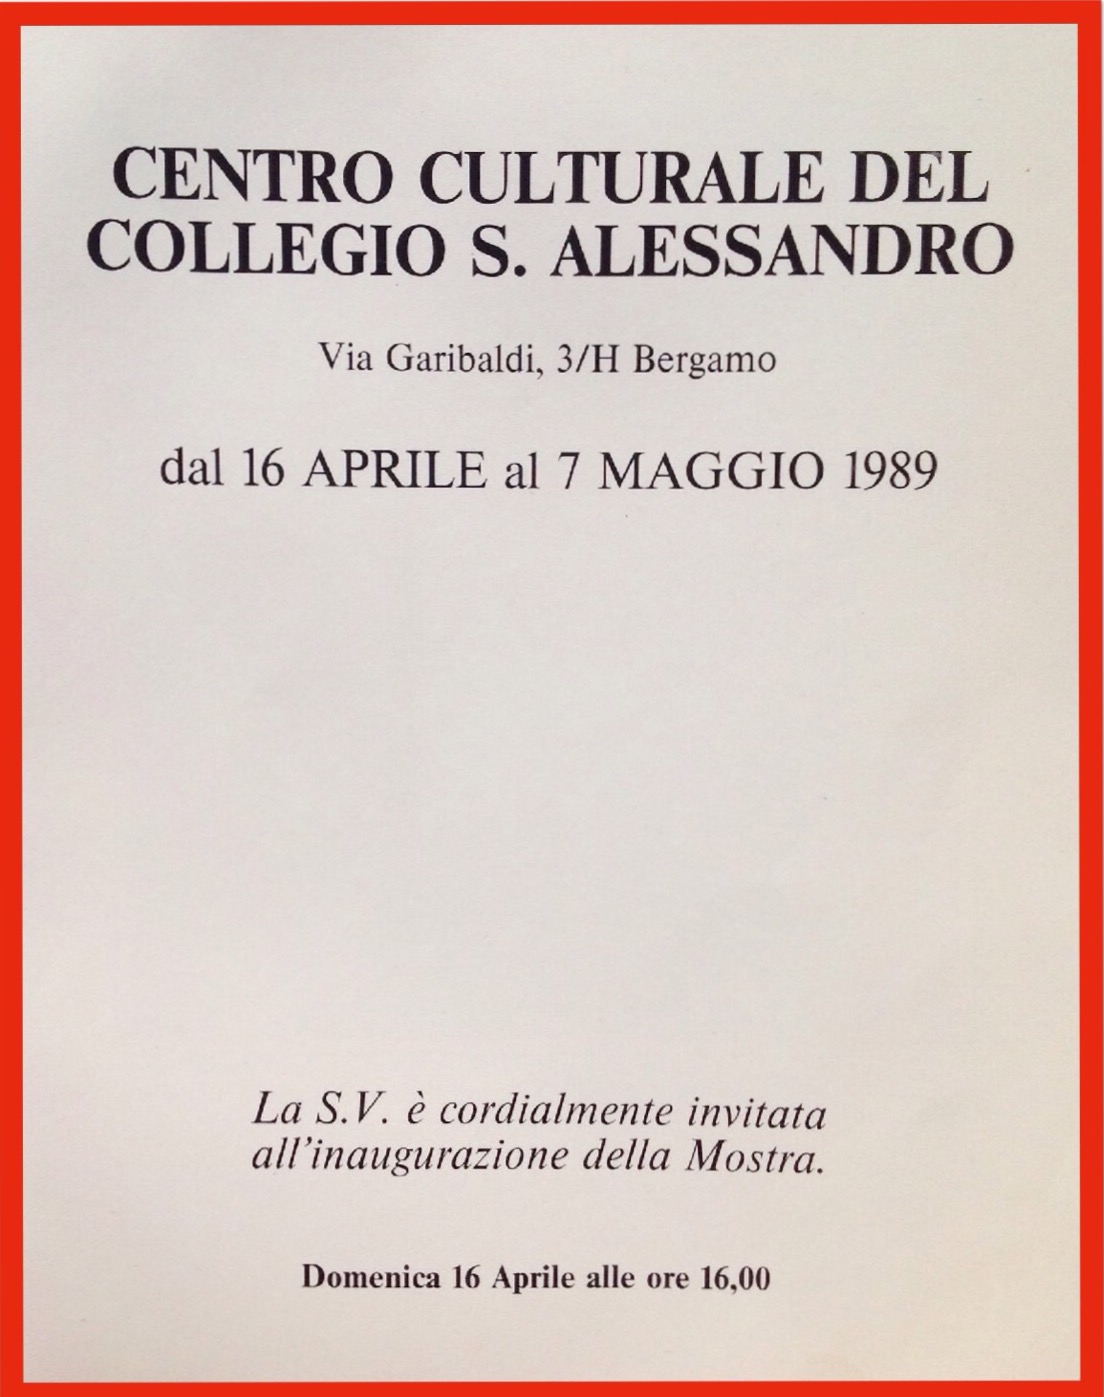 CENTRO CULTURALE DEL
COLLEGIO S. ALESSANDRO
Via Garibaldi, 3/H Bergamo
dal 16 APRILE al 7 MAGGIO 1989
La S.V. è cordialmente invitata
all'inaugurazione della Mostra.
Domenica 16 Aprile alle ore 16,00